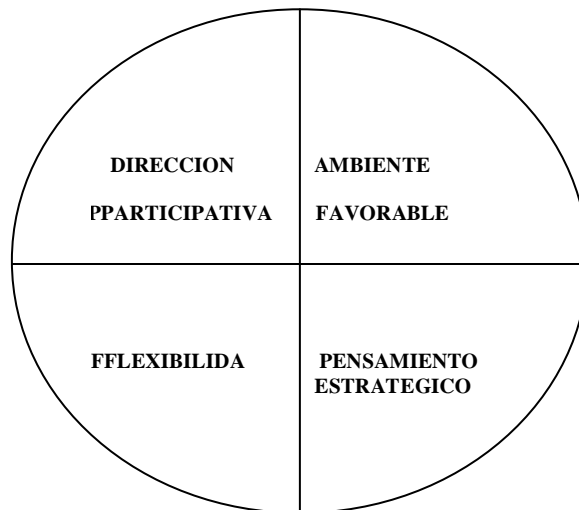 DIRECCION
PPARTICIPATIVA
AMBIENTE
FAVORABLE
FFLEXIBILIDA
PENSAMIENTO
ESTRATEGICO